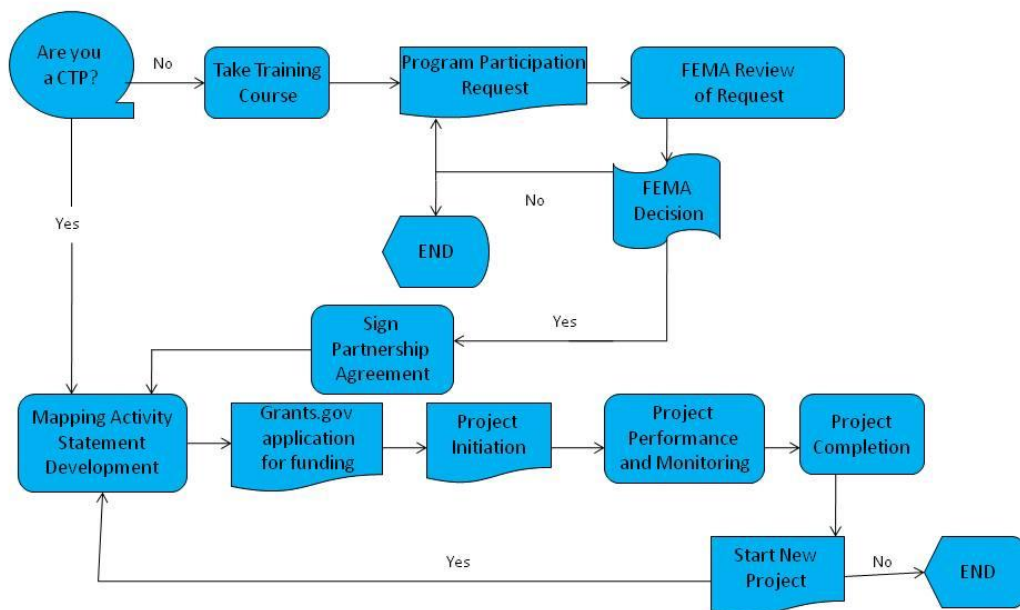 Are you
a CTP?
No
Take Training
Course
Program Participation
Request
FEMA Review
of Request
Yes
No
FEMA
Decision
END
Yes
Sign
Partnership
Agreement
Mapping Activity
Statement
Development
Grants.gov
application
for funding
Project
Initiation
Project
Performance
and Monitoring
Project
Completion
Yes
Start New
Project
No
END